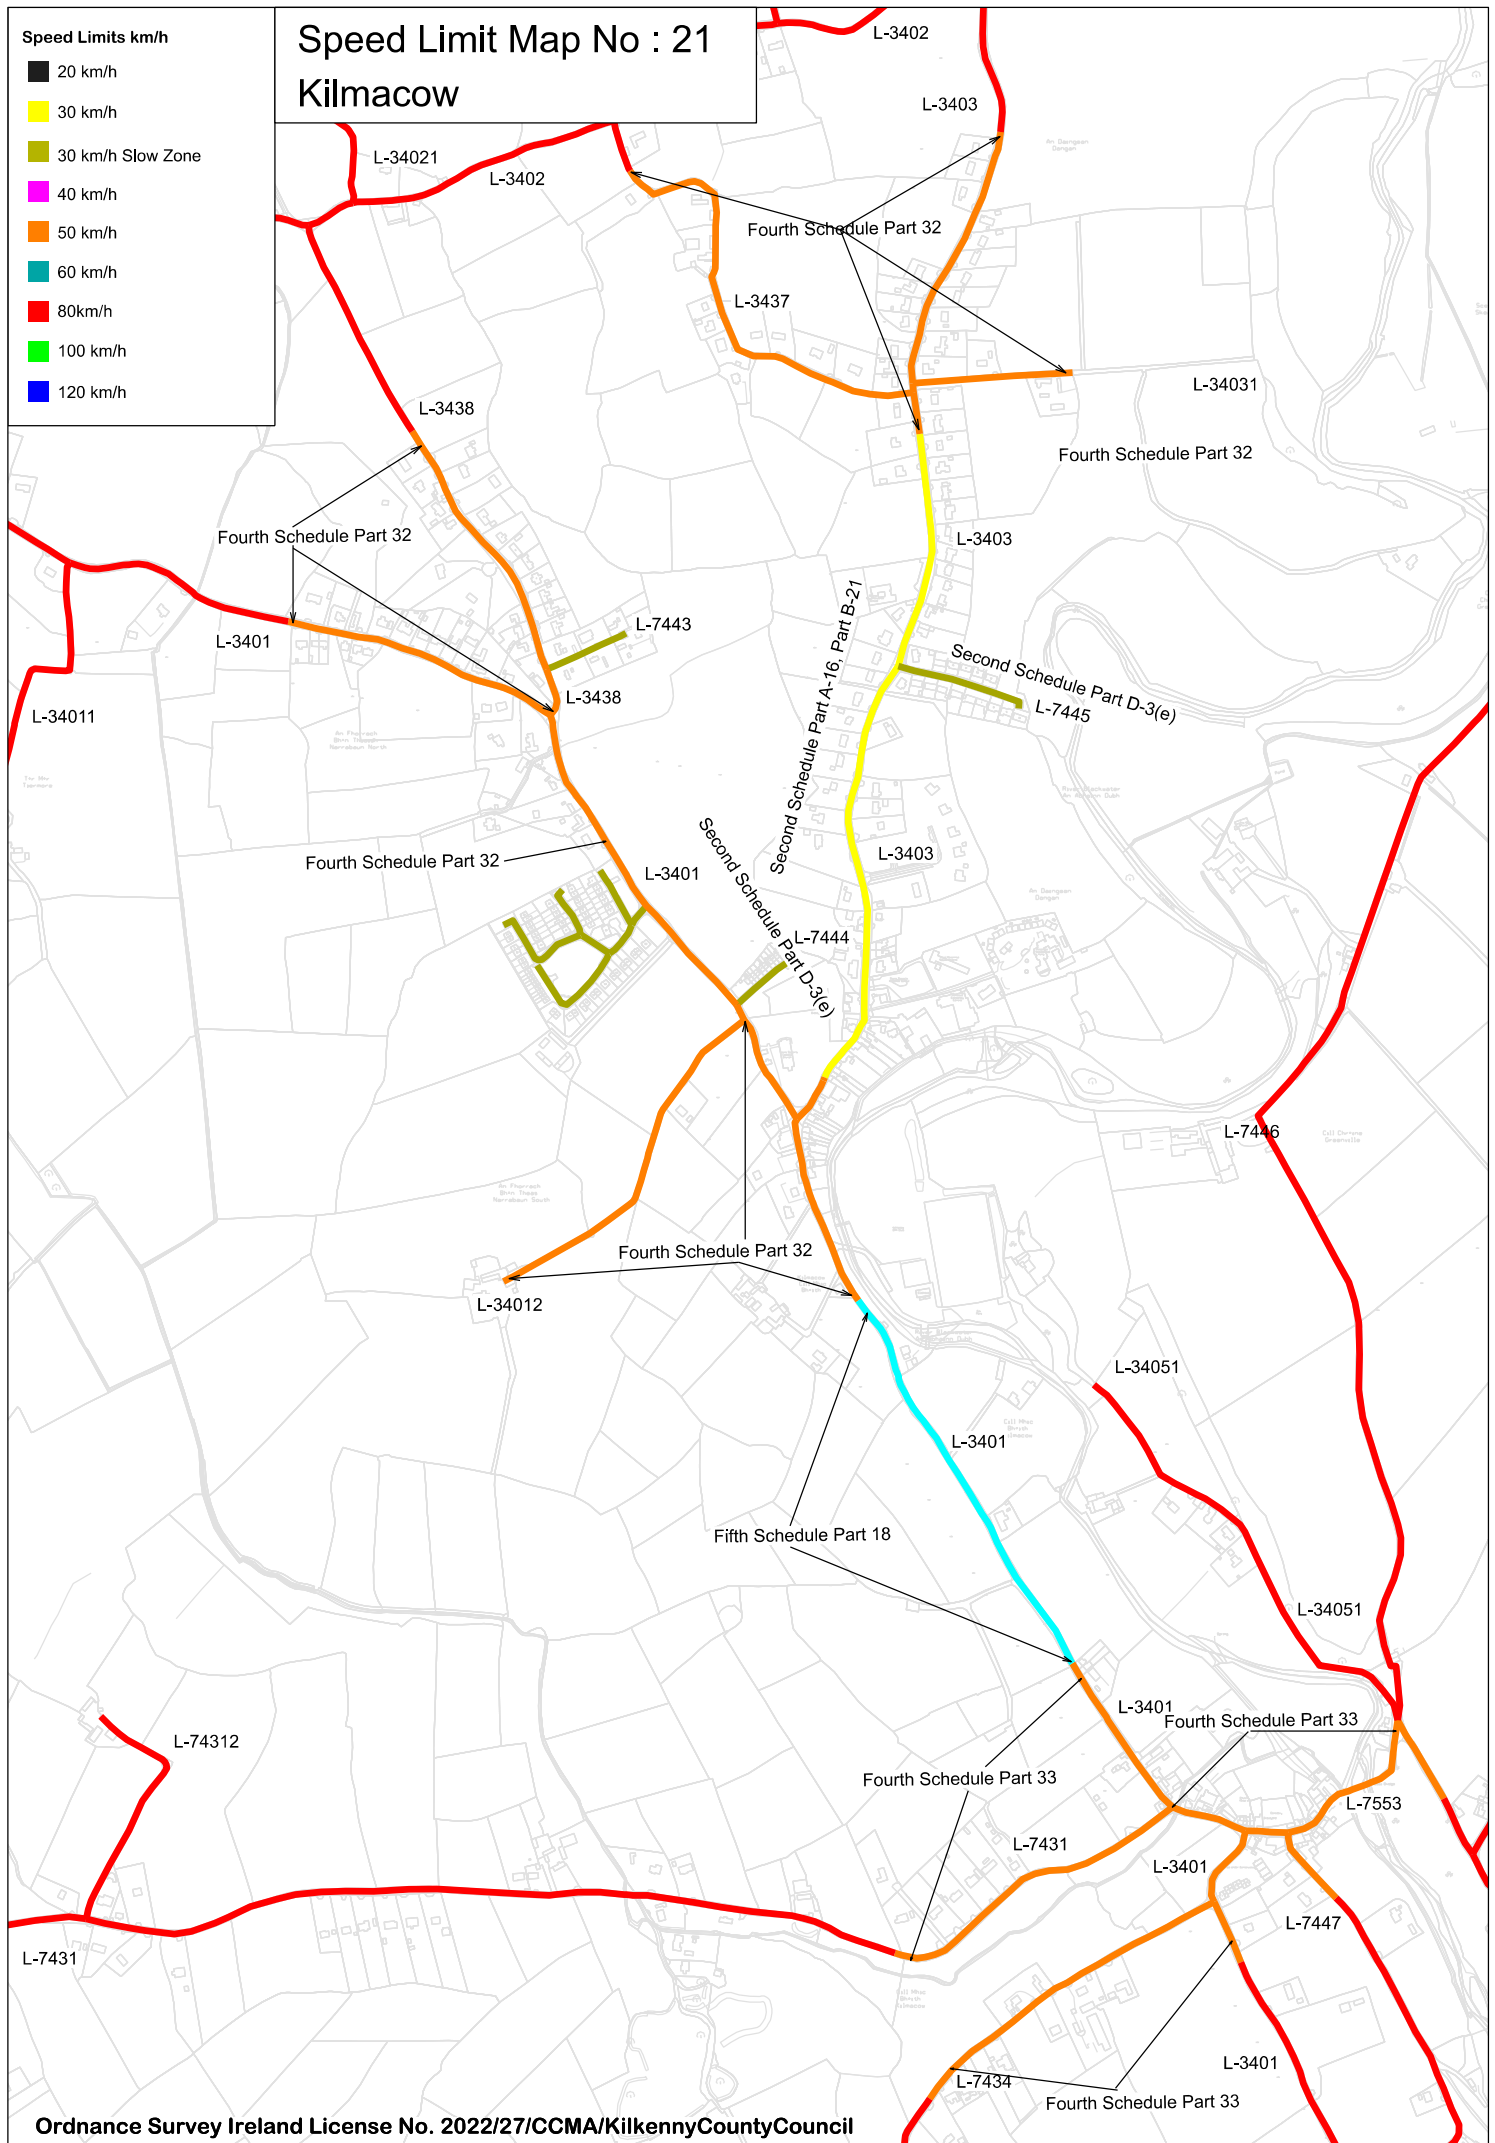 Speed Limits km/h
20 km/h
30 km/h
30 km/h Slow Zone
40 km/h
50 km/h
60 km/h
80km/h
100 km/h
120 km/h
Speed Limit Map No : 21
Kilmacow
L-3402
L-3403
L-34021
L-3402
Fourth Schedule Part 32
L-3437
L-34031
L-3438
Fourth Schedule Part 32
Fourth Schedule Part 32
L-3403
L-3401
L-7443
Second Schedule Part A-16, Part B-21
Second Schedule Part D-3(e)
L-3438
L-7445
L-34011
Fourth Schedule Part 32
L-3401
L-3403
Second Schedule Part D-3(e)
L-7444
L-7446
Fourth Schedule Part 32
L-34012
L-34051
L-3401
Fifth Schedule Part 18
L-34051
L-3401
Fourth Schedule Part 33
L-74312
Fourth Schedule Part 33
L-7553
L-7431
L-3401
L-7447
L-7431
L-3401
L-7434
Fourth Schedule Part 33
Ordnance Survey Ireland License No. 2022/27/CCMA/KilkennyCountyCouncil